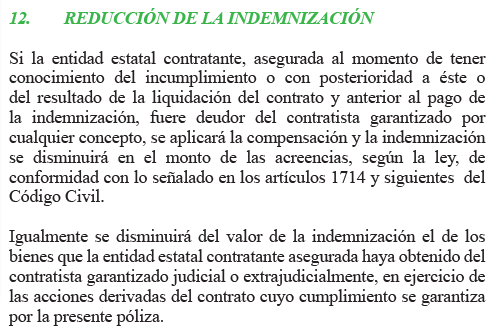 12. REDUCCIÓN DE LA INDEMNIZACIÓN
Si la entidad estatal contratante, asegurada al momento de tener
conocimiento del incumplimiento o con posterioridad a éste o
del resultado de la liquidación del contrato y anterior al pago de
la indemnización, fuere deudor del contratista garantizado por
cualquier concepto, se aplicará la compensación y la indemnización
se disminuirá en el monto de las acreencias, según la ley, de
conformidad con lo señalado en los artículos 1714 y siguientes del
Código Civil.
Igualmente se disminuirá del valor de la indemnización el de los
bienes que la entidad estatal contratante asegurada haya obtenido del
contratista garantizado judicial o extrajudicialmente, en ejercicio de
las acciones derivadas del contrato cuyo cumplimiento se garantiza
por la presente póliza.